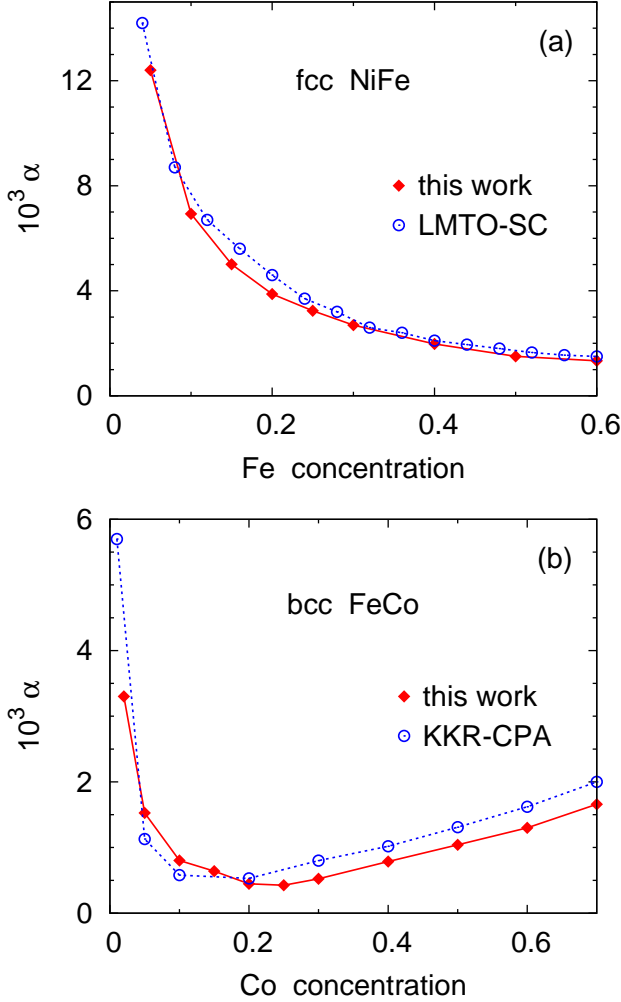 (a)
fcc NiFe
this work
LMTO-SC
10³ α
12
8
4
0
0 0.2 0.4 0.6
Fe concentration
(b)
bcc FeCo
this work
KKR-CPA
10³ α
6
4
2
0
0 0.2 0.4 0.6
Co concentration